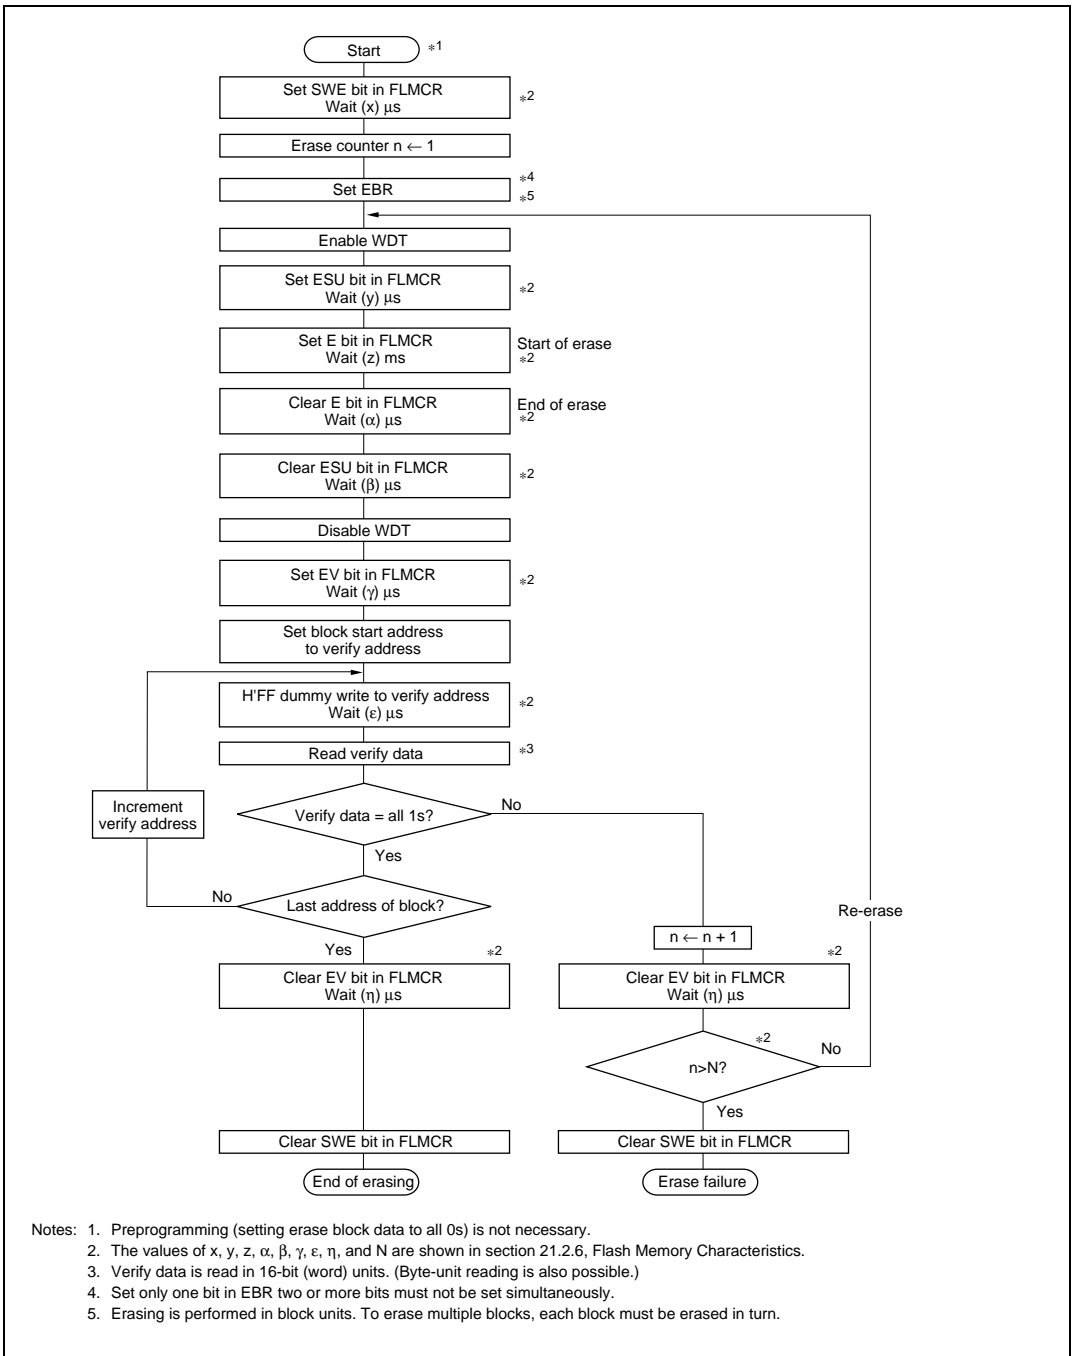 Start
*1
Set SWE bit in FLMCR
Wait (x) μs
*2
Erase counter n ← 1
Set EBR
*4
*5
Enable WDT
Set ESU bit in FLMCR
Wait (y) μs
*2
Set E bit in FLMCR
Wait (z) ms
Start of erase
*2
Clear E bit in FLMCR
Wait (α) μs
End of erase
*2
Clear ESU bit in FLMCR
Wait (β) μs
*2
Disable WDT
Set EV bit in FLMCR
Wait (γ) μs
*2
Set block start address
to verify address
H'FF dummy write to verify address
Wait (ε) μs
*2
Read verify data
*3
Increment
verify address
Verify data = all 1s?
No
Yes
No
Last address of block?
Re-erase
Yes
*2
n ← n + 1
*2
Clear EV bit in FLMCR
Wait (η) μs
Clear EV bit in FLMCR
Wait (η) μs
*2
n>N?
No
Yes
Clear SWE bit in FLMCR
Clear SWE bit in FLMCR
End of erasing
Erase failure
Notes: 1. Preprogramming (setting erase block data to all 0s) is not necessary.
2. The values of x, y, z, α, β, γ, ε, η, and N are shown in section 21.2.6, Flash Memory Characteristics.
3. Verify data is read in 16-bit (word) units. (Byte-unit reading is also possible.)
4. Set only one bit in EBR two or more bits must not be set simultaneously.
5. Erasing is performed in block units. To erase multiple blocks, each block must be erased in turn.